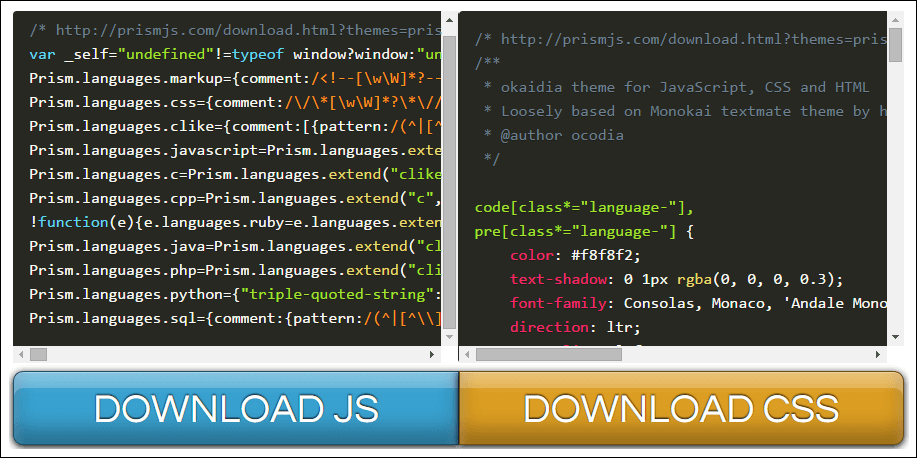 /* http://prismjs.com/download.html?themes=pris
var _self="undefined"!=typeof window?window:"un
Prism.languages.markup={comment:/<!--[\w\W]*?--
Prism.languages.css={comment:/\/\*[\w\W]*?\*\//
Prism.languages.clike={comment:[{pattern:/(^|[^
Prism.languages.javascript=Prism.languages.exte
Prism.languages.c=Prism.languages.extend("clike
Prism.languages.cpp=Prism.languages.extend("c",
!function(e){e.languages.ruby=e.languages.exten
Prism.languages.java=Prism.languages.extend("cl
Prism.languages.php=Prism.languages.extend("cli
Prism.languages.python={"triple-quoted-string":
Prism.languages.sql={comment:{pattern:/(^|[^\\]
/* http://prismjs.com/download.html?themes=pris
/**
 * okaidia theme for JavaScript, CSS and HTML
 * Loosely based on Monokai textmate theme by h
 * @author ocodia
 */
code[class*="language-"],
pre[class*="language-"] {
    color: #f8f8f2;
    text-shadow: 0 1px rgba(0, 0, 0, 0.3);
    font-family: Consolas, Monaco, 'Andale Mono
    direction: ltr;
DOWNLOAD JS
DOWNLOAD CSS